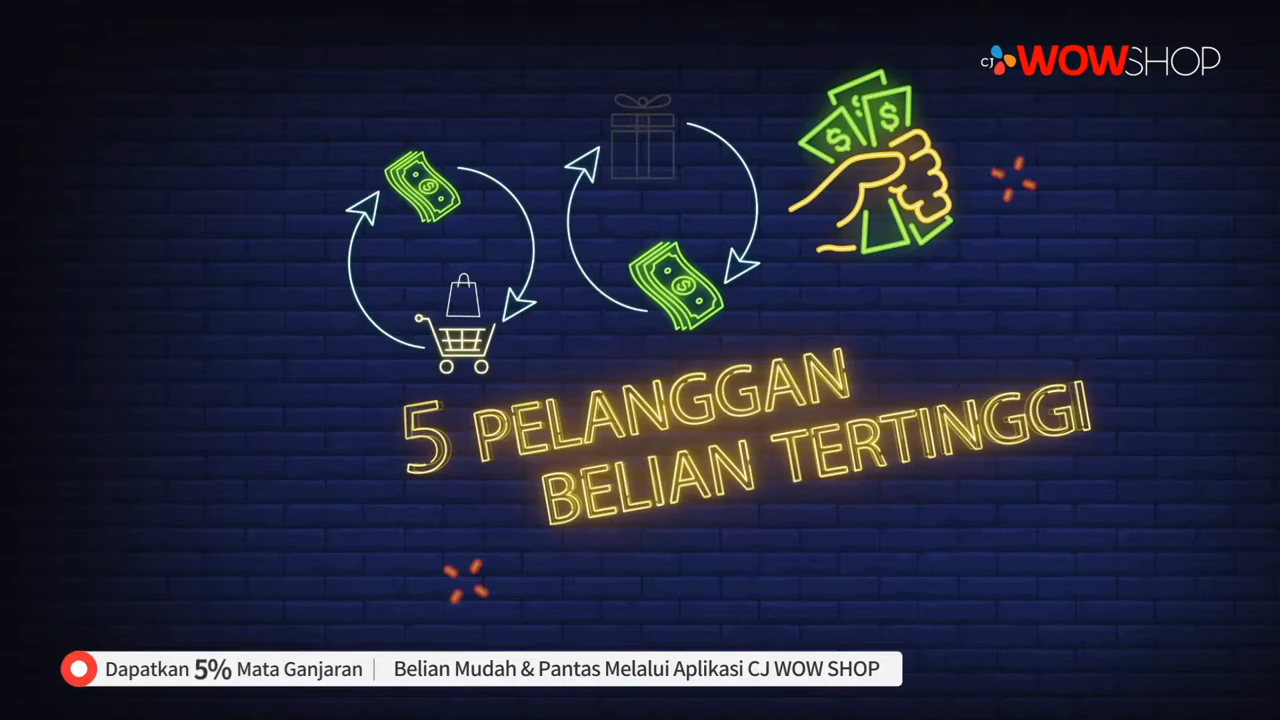 CJ WOWSHOP
5 PELANGGAN
BELIAN TERTINGGI
Dapatkan 5% Mata Ganjaran | Belian Mudah & Pantas Melalui Aplikasi CJ WOW SHOP